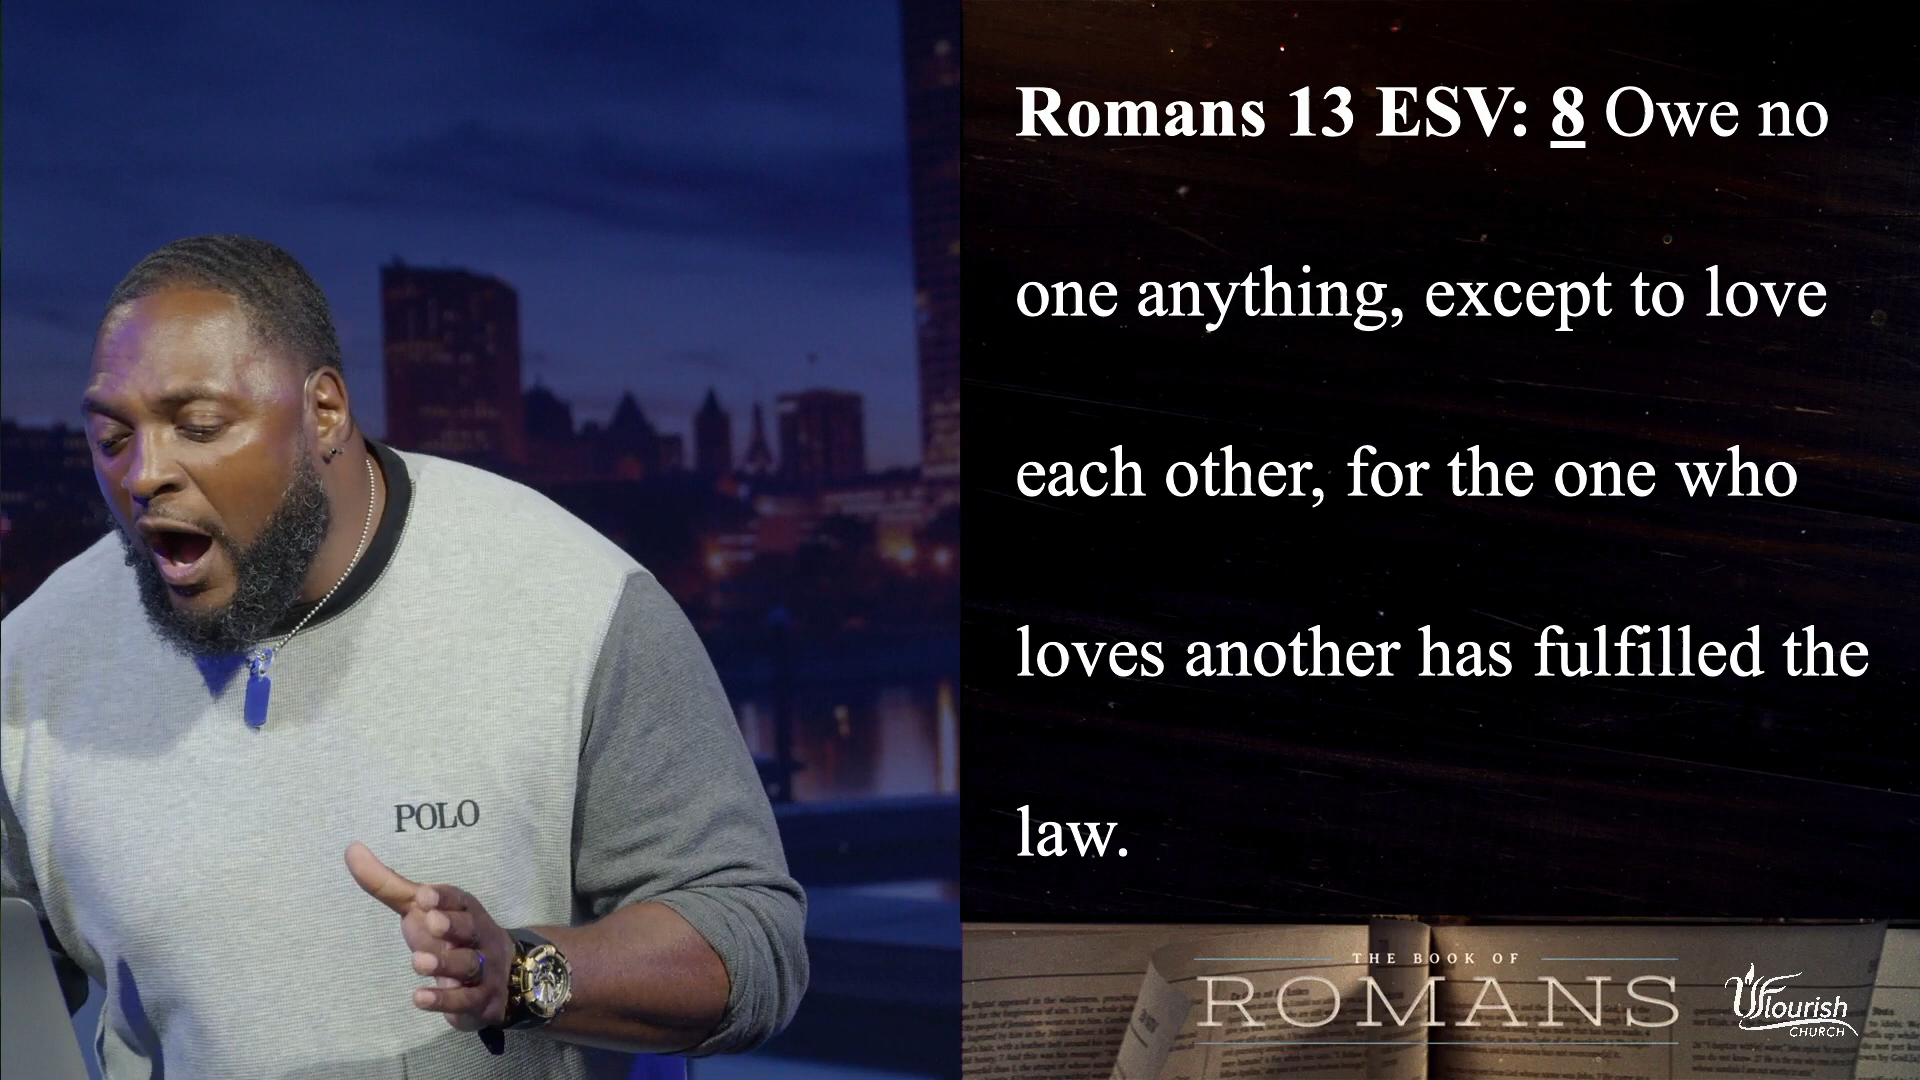 Romans 13 ESV: 8 Owe no
one anything, except to love
each other, for the one who
loves another has fulfilled the
law.
POLO
THE BOOK OF
ROMANS
Flourish
CHURCH